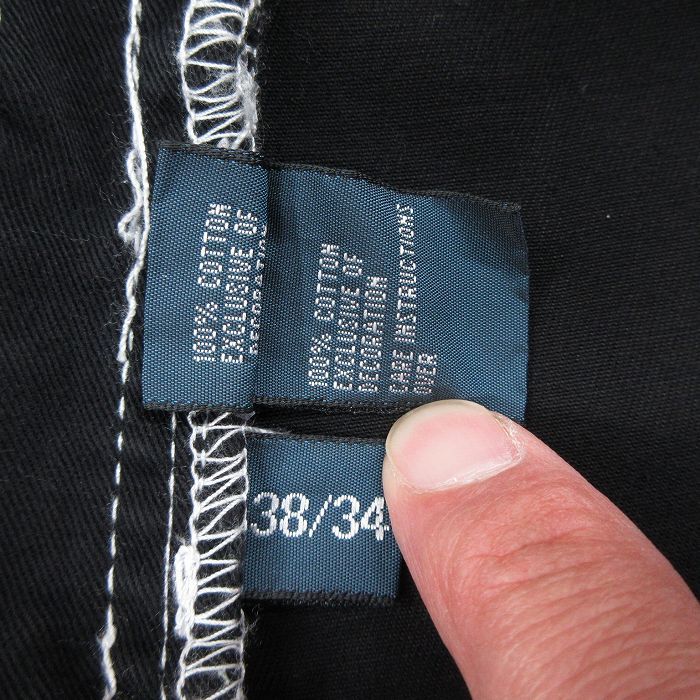 100% COTTON
EXCLUSIVE OF
100% COTTON
EXCLUSIVE OF
DECORATION
CARE INSTRUCTIONS
OVER
38/34